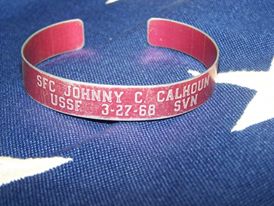 SFC JOHNNY C. CALHOUN
USSF 3-27-68 SVN